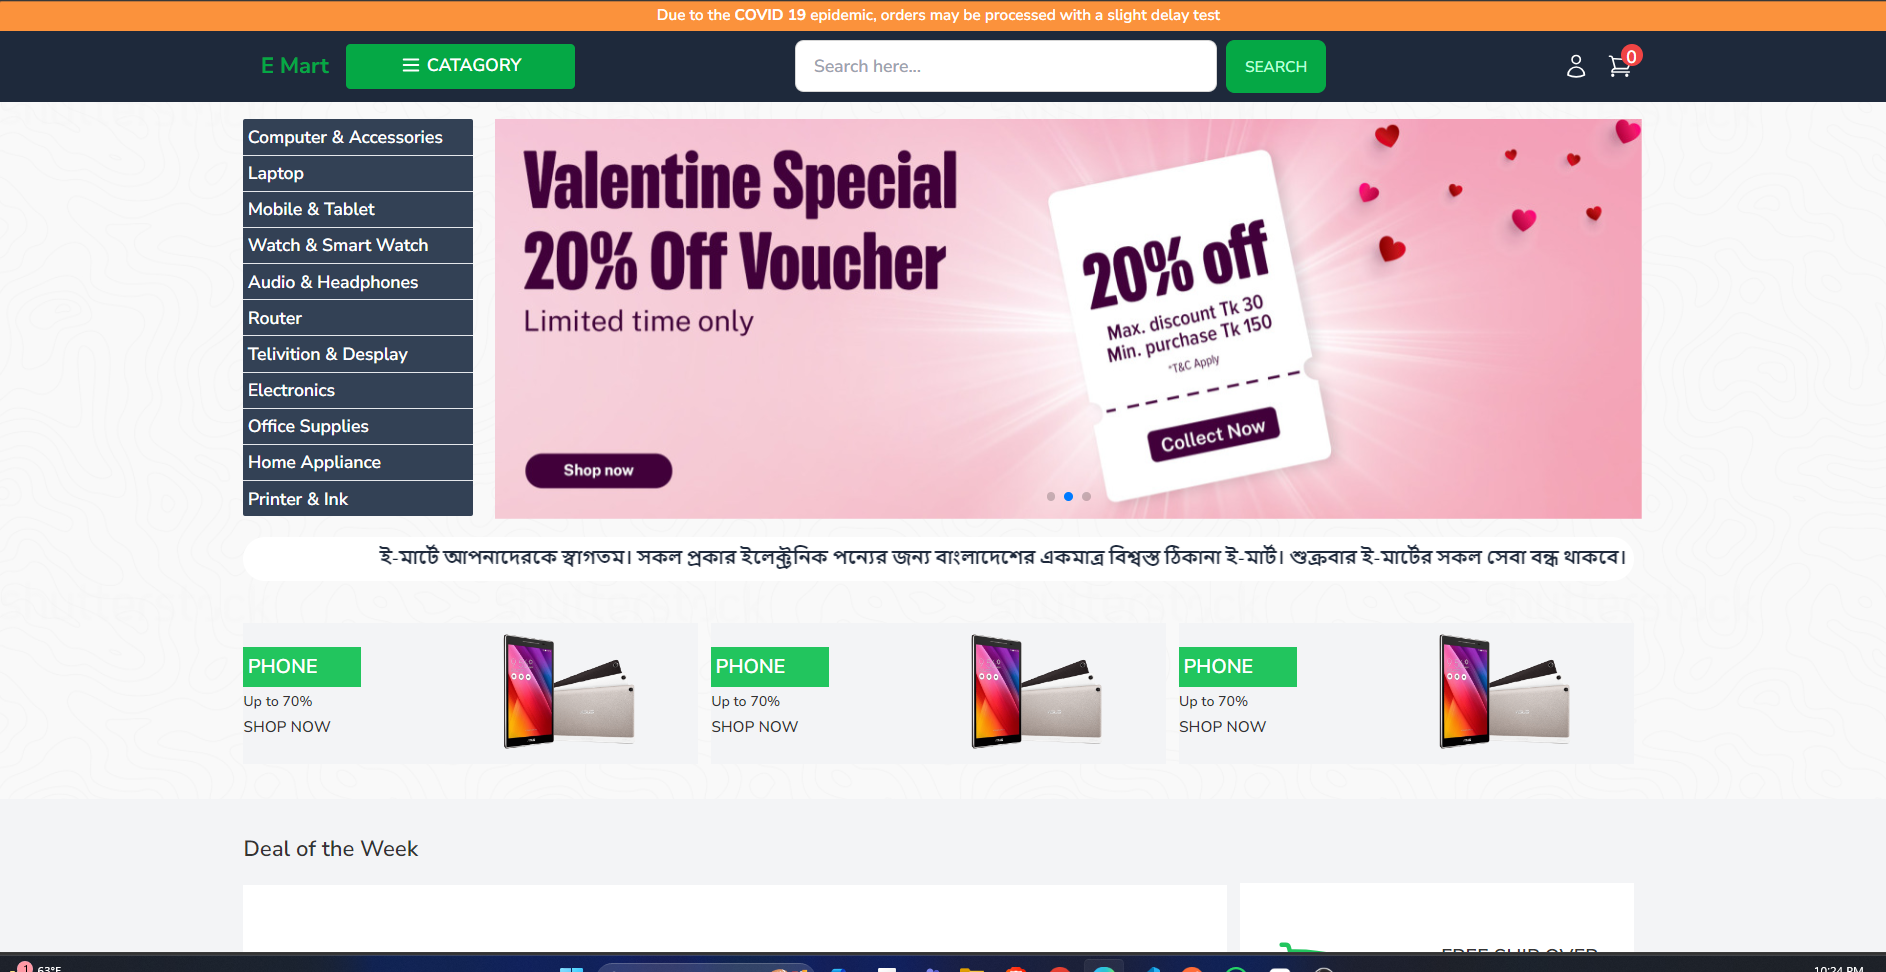 Due to the COVID 19 epidemic, orders may be processed with a slight delay test
E Mart
CATAGORY
Search here...
SEARCH
0
Computer & Accessories
Laptop
Mobile & Tablet
Watch & Smart Watch
Audio & Headphones
Router
Telivition & Desplay
Electronics
Office Supplies
Home Appliance
Printer & Ink
Valentine Special
20% Off Voucher
Limited time only
Shop now
20% off
Max. discount Tk 30
Min. purchase Tk 150
*T&C Apply
Collect Now
ই-মার্টে আপনাদেরকে স্বাগতম। সকল প্রকার ইলেক্ট্রনিক পন্যের জন্য বাংলাদেশের একমাত্র বিশ্বস্ত ঠিকানা ই-মার্ট। শুক্রবার ই-মার্টের সকল সেবা বন্ধ থাকবে।
PHONE
Up to 70%
SHOP NOW
PHONE
Up to 70%
SHOP NOW
PHONE
Up to 70%
SHOP NOW
Deal of the Week
FREE SHIP OVER
1
63°F
10:24 PM